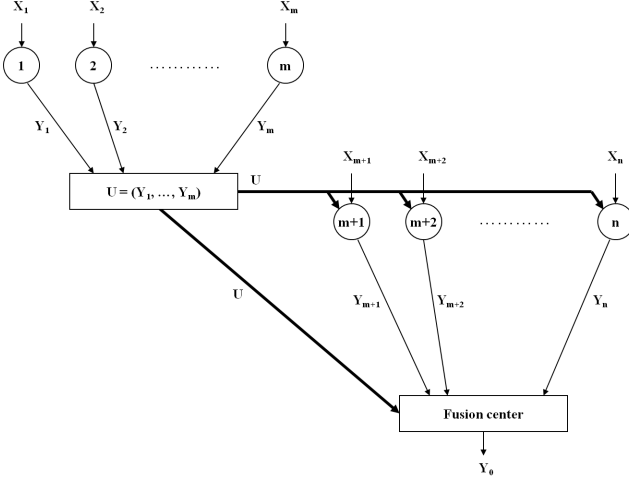 X1 X2 Xm
1 2 ............ m
Y1 Y2 Ym
Xm+1 Xm+2 Xn
U = (Y1, ..., Ym) U
m+1 m+2 ............ n
U Ym+1 Ym+2 Yn
Fusion center
Y0